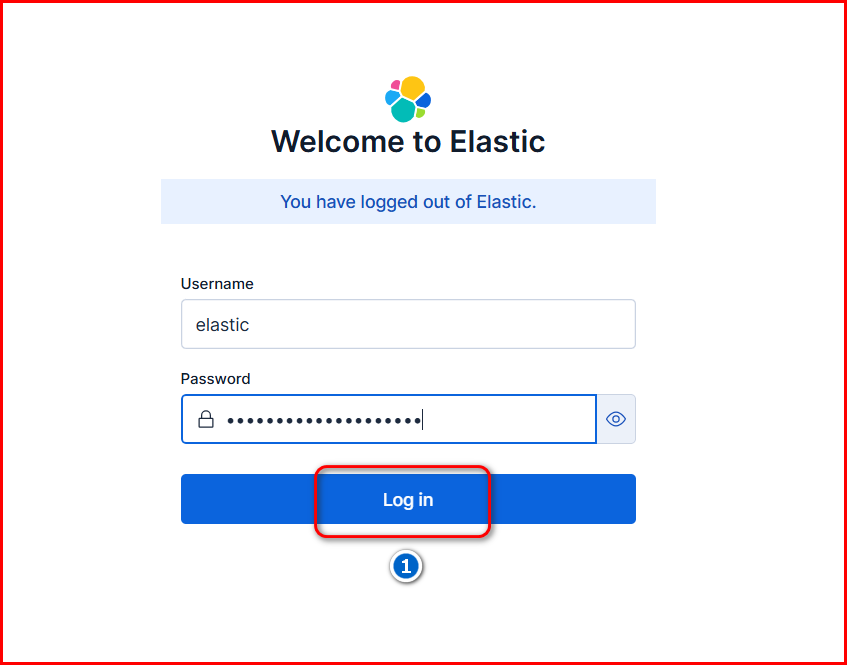 Welcome to Elastic
You have logged out of Elastic.
Username
elastic
Password
••••••••••••••••••••
Log in
1